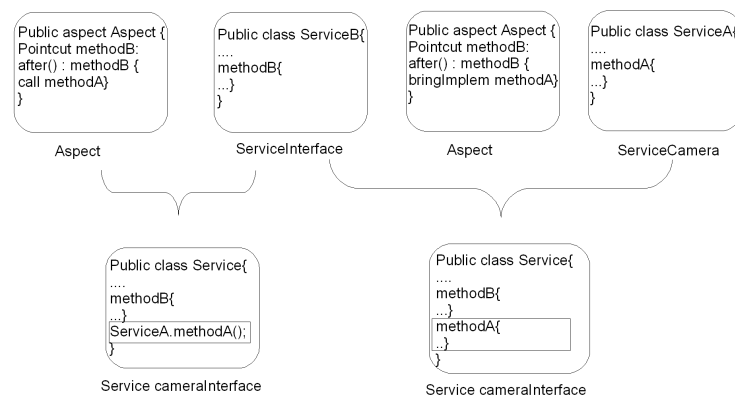 Public aspect Aspect {
Pointcut methodB:
after() : methodB {
call methodA}
}
Aspect
Public class ServiceB{
....
methodB{
...}
}
ServiceInterface
Public aspect Aspect {
Pointcut methodB:
after() : methodB {
bringImplem methodA}
}
Aspect
Public class ServiceA{
....
methodA{
...}
}
ServiceCamera
Public class Service{
....
methodB{
...}
ServiceA.methodA();
}
Service cameraInterface
Public class Service{
....
methodB{
...}
methodA{
..}
}
Service cameraInterface